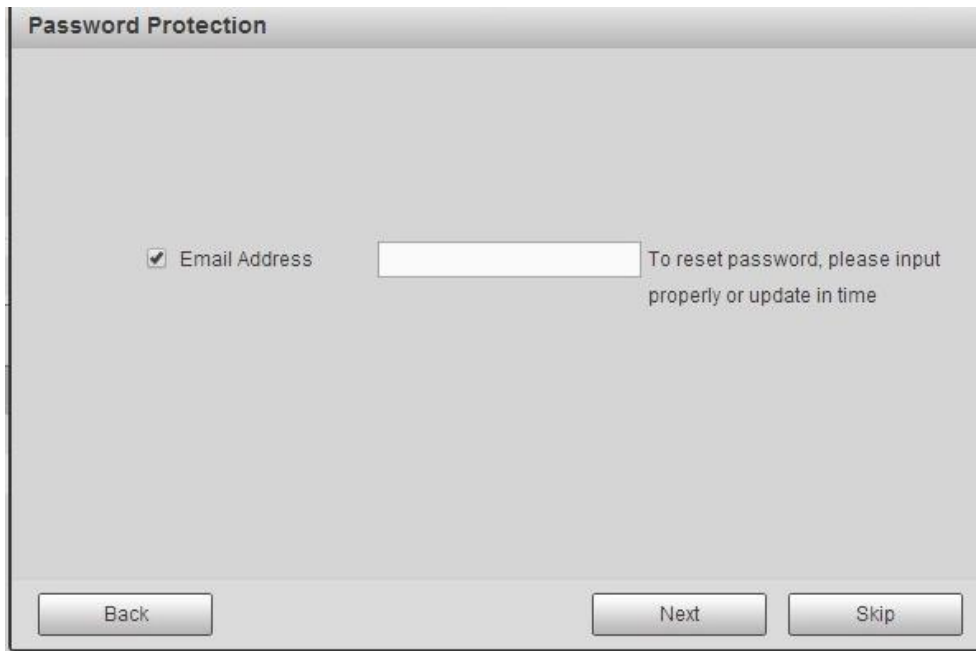 Password Protection
Email Address
To reset password, please input
properly or update in time
Back
Next
Skip